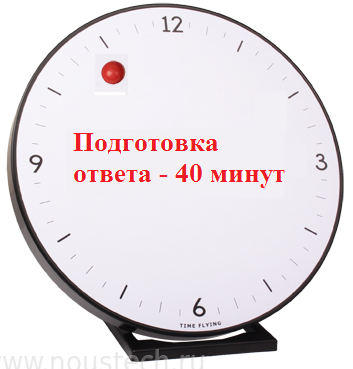 12
Подготовка
ответа - 40 минут
9
3
6
TIME FLYING
www.noustech.ru